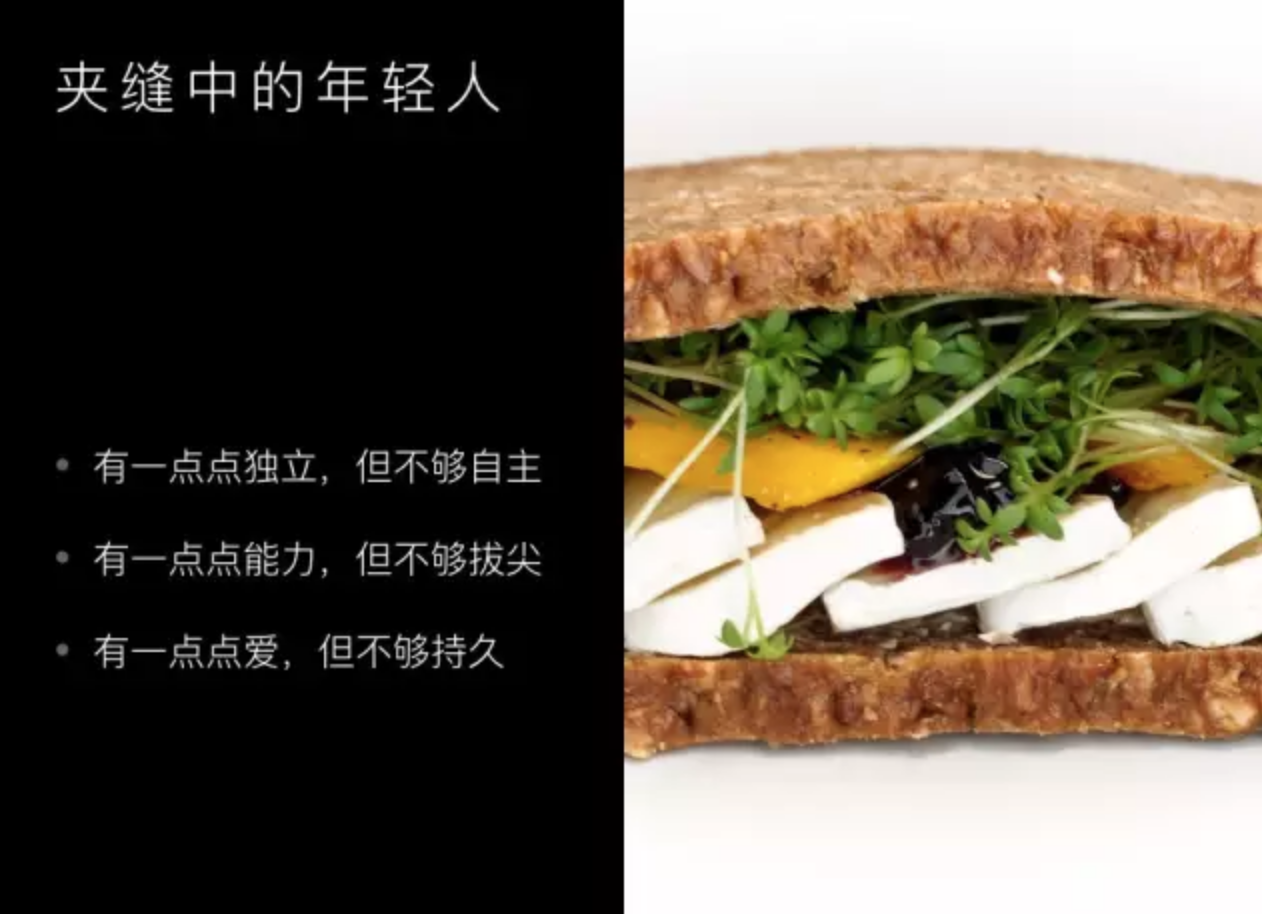 夹缝中的年轻人
• 有一点点独立，但不够自主
• 有一点点能力，但不够拔尖
• 有一点点爱，但不够持久